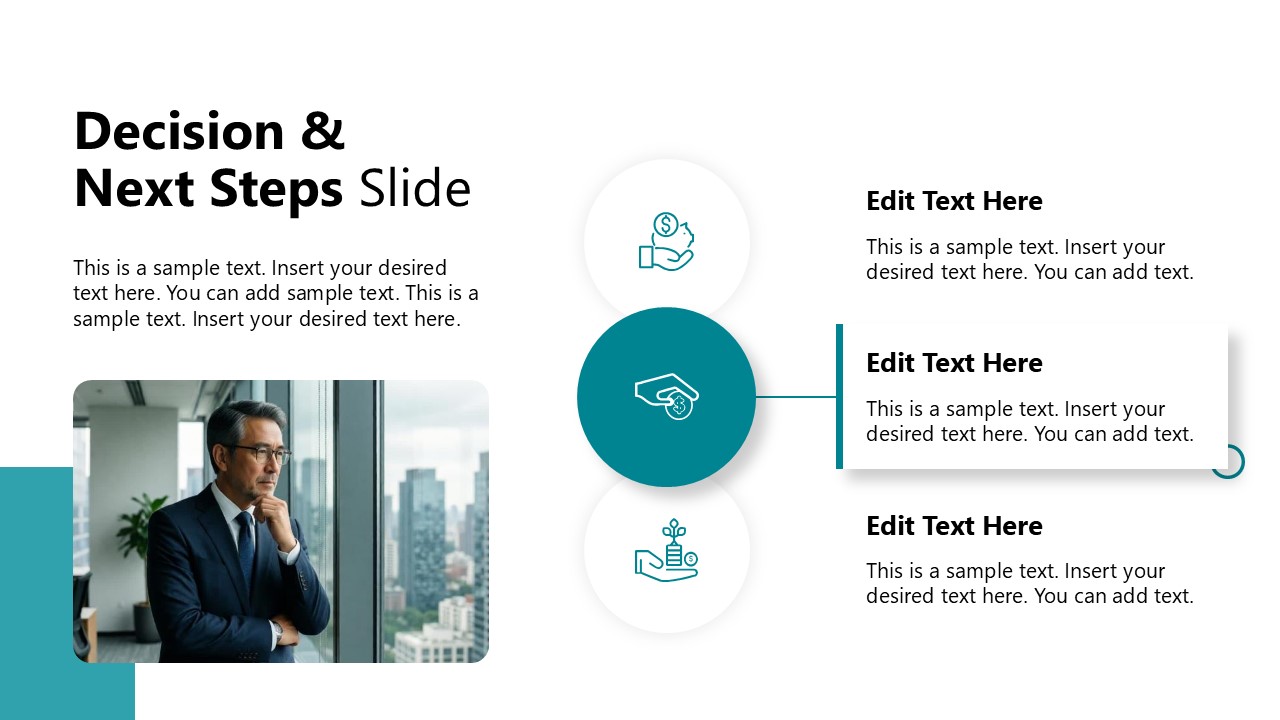 Decision &
Next Steps Slide
This is a sample text. Insert your desired
text here. You can add sample text. This is a
sample text. Insert your desired text here.
$
Edit Text Here
This is a sample text. Insert your
desired text here. You can add text.
$
Edit Text Here
This is a sample text. Insert your
desired text here. You can add text.
$
Edit Text Here
This is a sample text. Insert your
desired text here. You can add text.